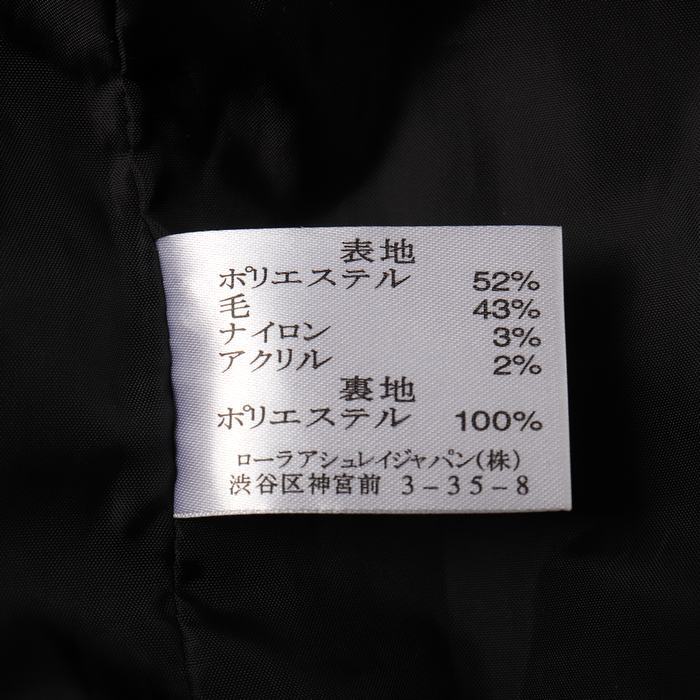 表地
ポリエステル 52%
毛 43%
ナイロン 3%
アクリル 2%
裏地
ポリエステル 100%
ローラアシュレイジャパン(株)
渋谷区神宮前 3-35-8